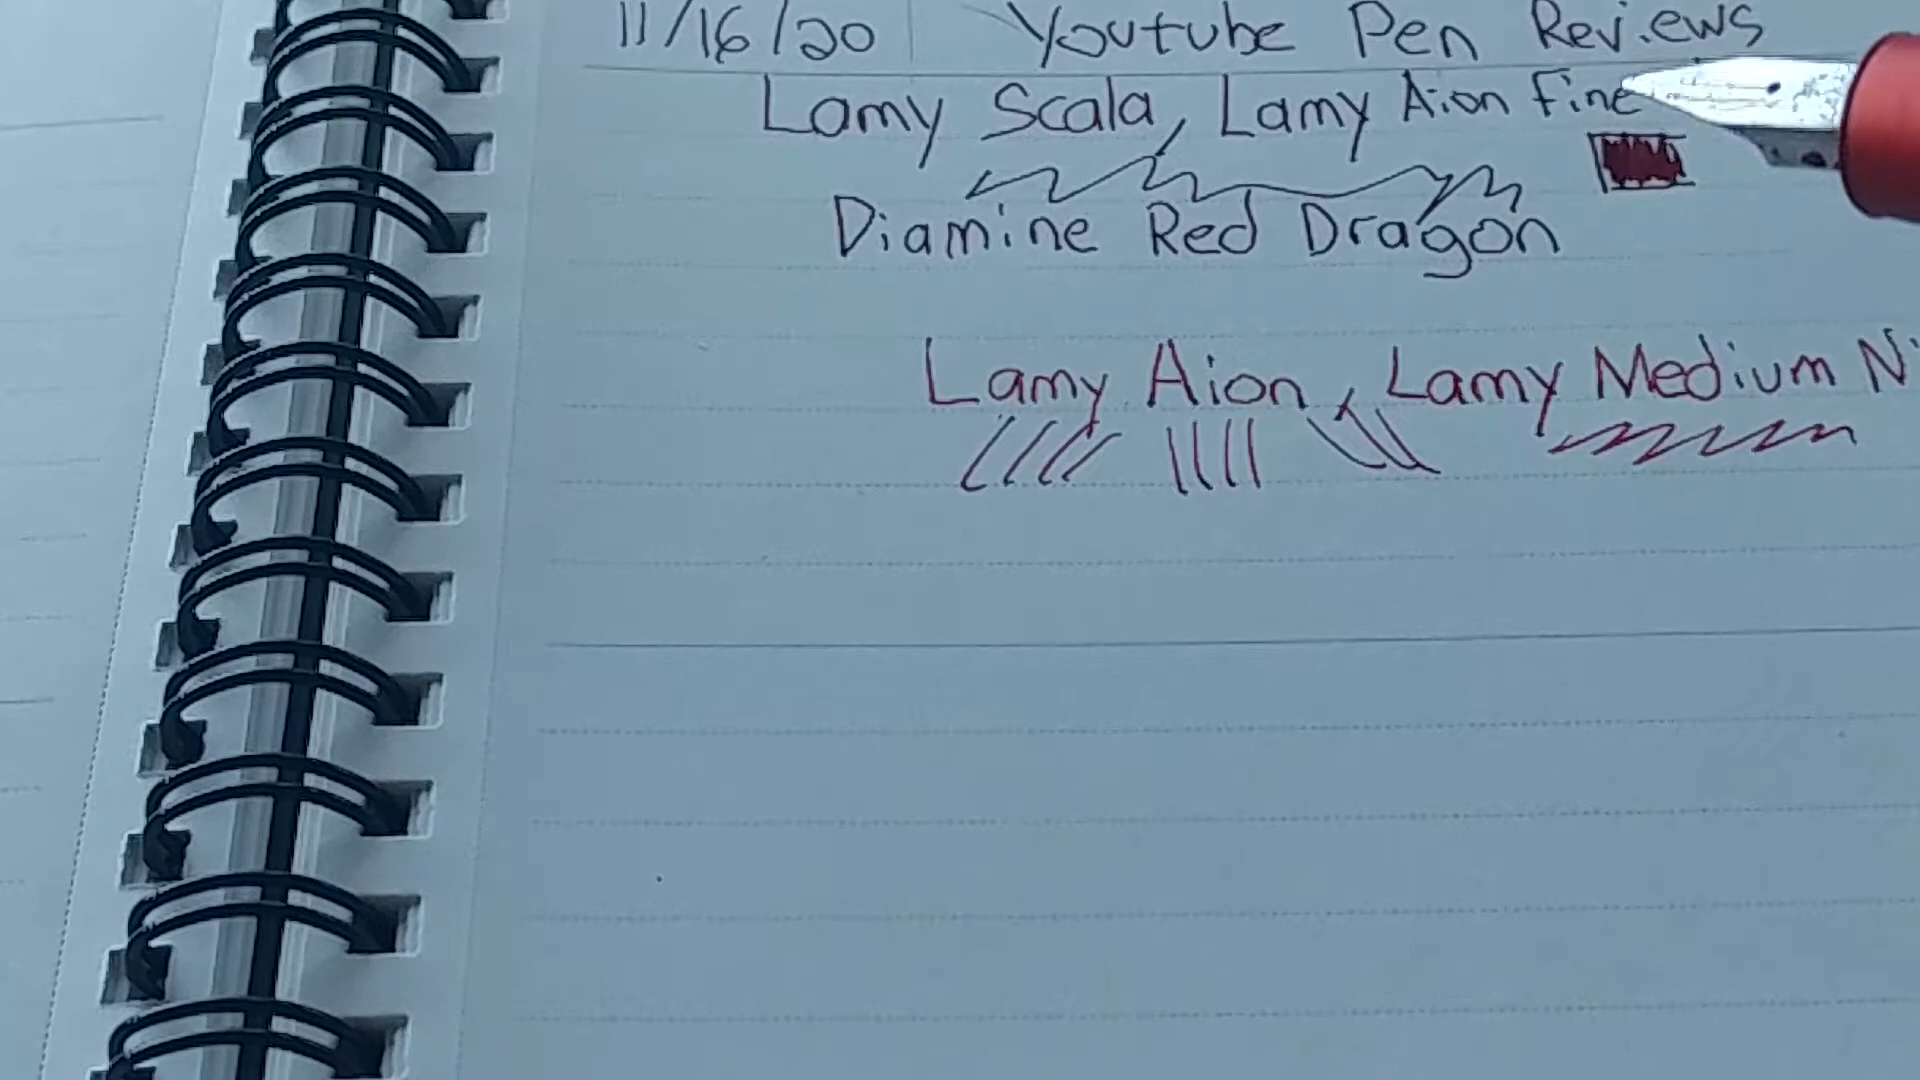 11/16/20 Youtube Pen Reviews
Lamy Scala, Lamy Aion Fine
Diamine Red Dragon
Lamy Aion, Lamy Medium